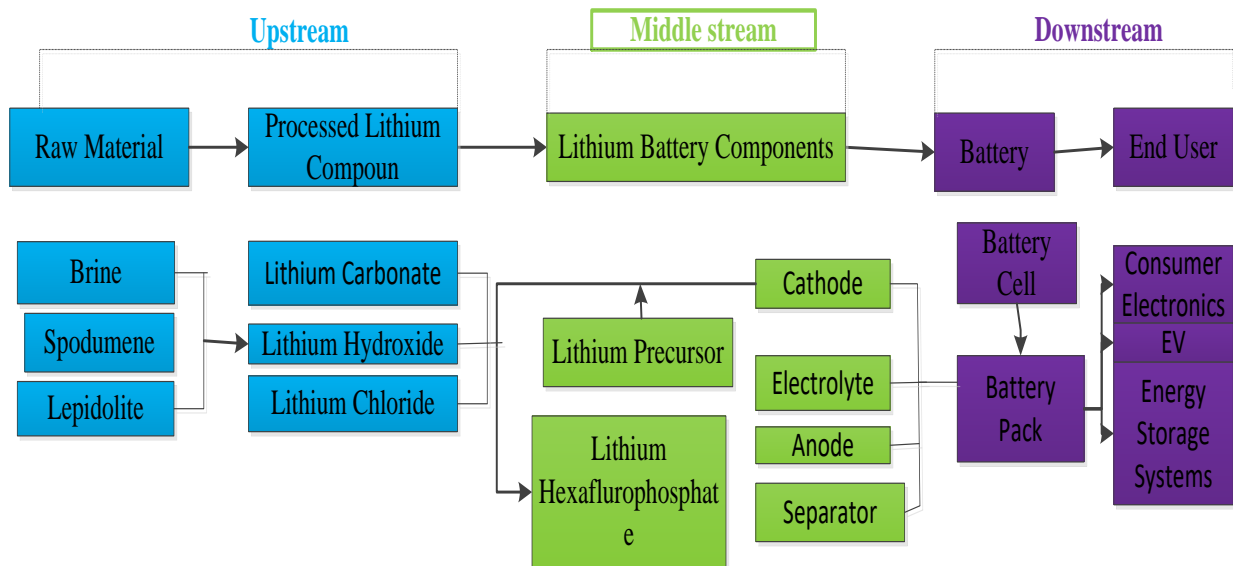 Upstream
Middle stream
Downstream
Raw Material
Processed Lithium
Compoun
Lithium Battery Components
Battery
End User
Brine
Spodumene
Lepidolite
Lithium Carbonate
Lithium Hydroxide
Lithium Chloride
Lithium Precursor
Lithium
Hexaflurophosphat
e
Cathode
Electrolyte
Anode
Separator
Battery
Cell
Battery
Pack
Consumer
Electronics
EV
Energy
Storage
Systems